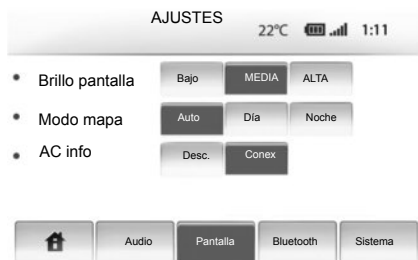 AJUSTES
22°C 1:11
• Brillo pantalla Bajo MEDIA ALTA
• Modo mapa Auto Día Noche
• AC info Desc. Conex
Audio Pantalla Bluetooth Sistema